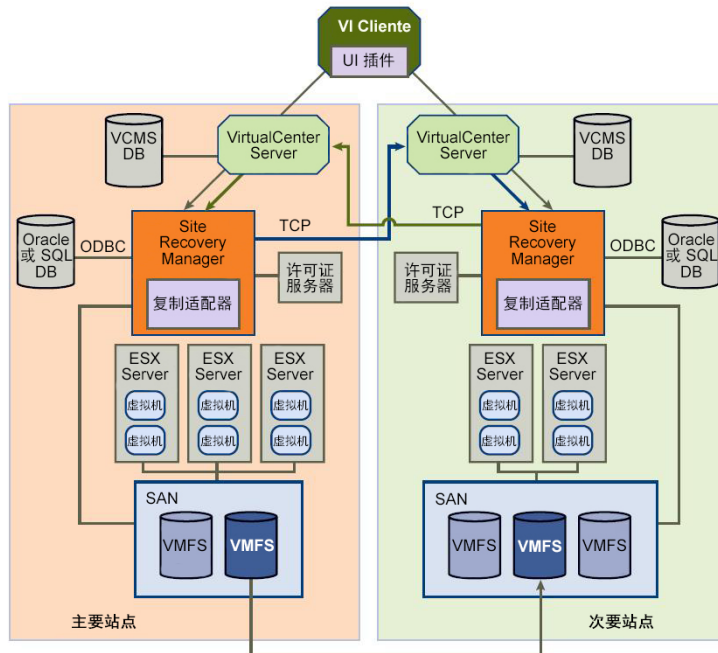 VI Cliente
UI 插件
VCMS
DB
VirtualCenter
Server
VirtualCenter
Server
VCMS
DB
Oracle
或 SQL
DB
ODBC
Site
Recovery
Manager
复制适配器
TCP
许可证
服务器
TCP
许可证
服务器
Site
Recovery
Manager
复制适配器
ODBC
Oracle
或 SQL
DB
ESX
Server
虚拟机
虚拟机
ESX
Server
虚拟机
虚拟机
ESX
Server
虚拟机
虚拟机
ESX
Server
虚拟机
虚拟机
ESX
Server
虚拟机
虚拟机
SAN
VMFS
VMFS
SAN
VMFS
VMFS
VMFS
主要站点
次要站点